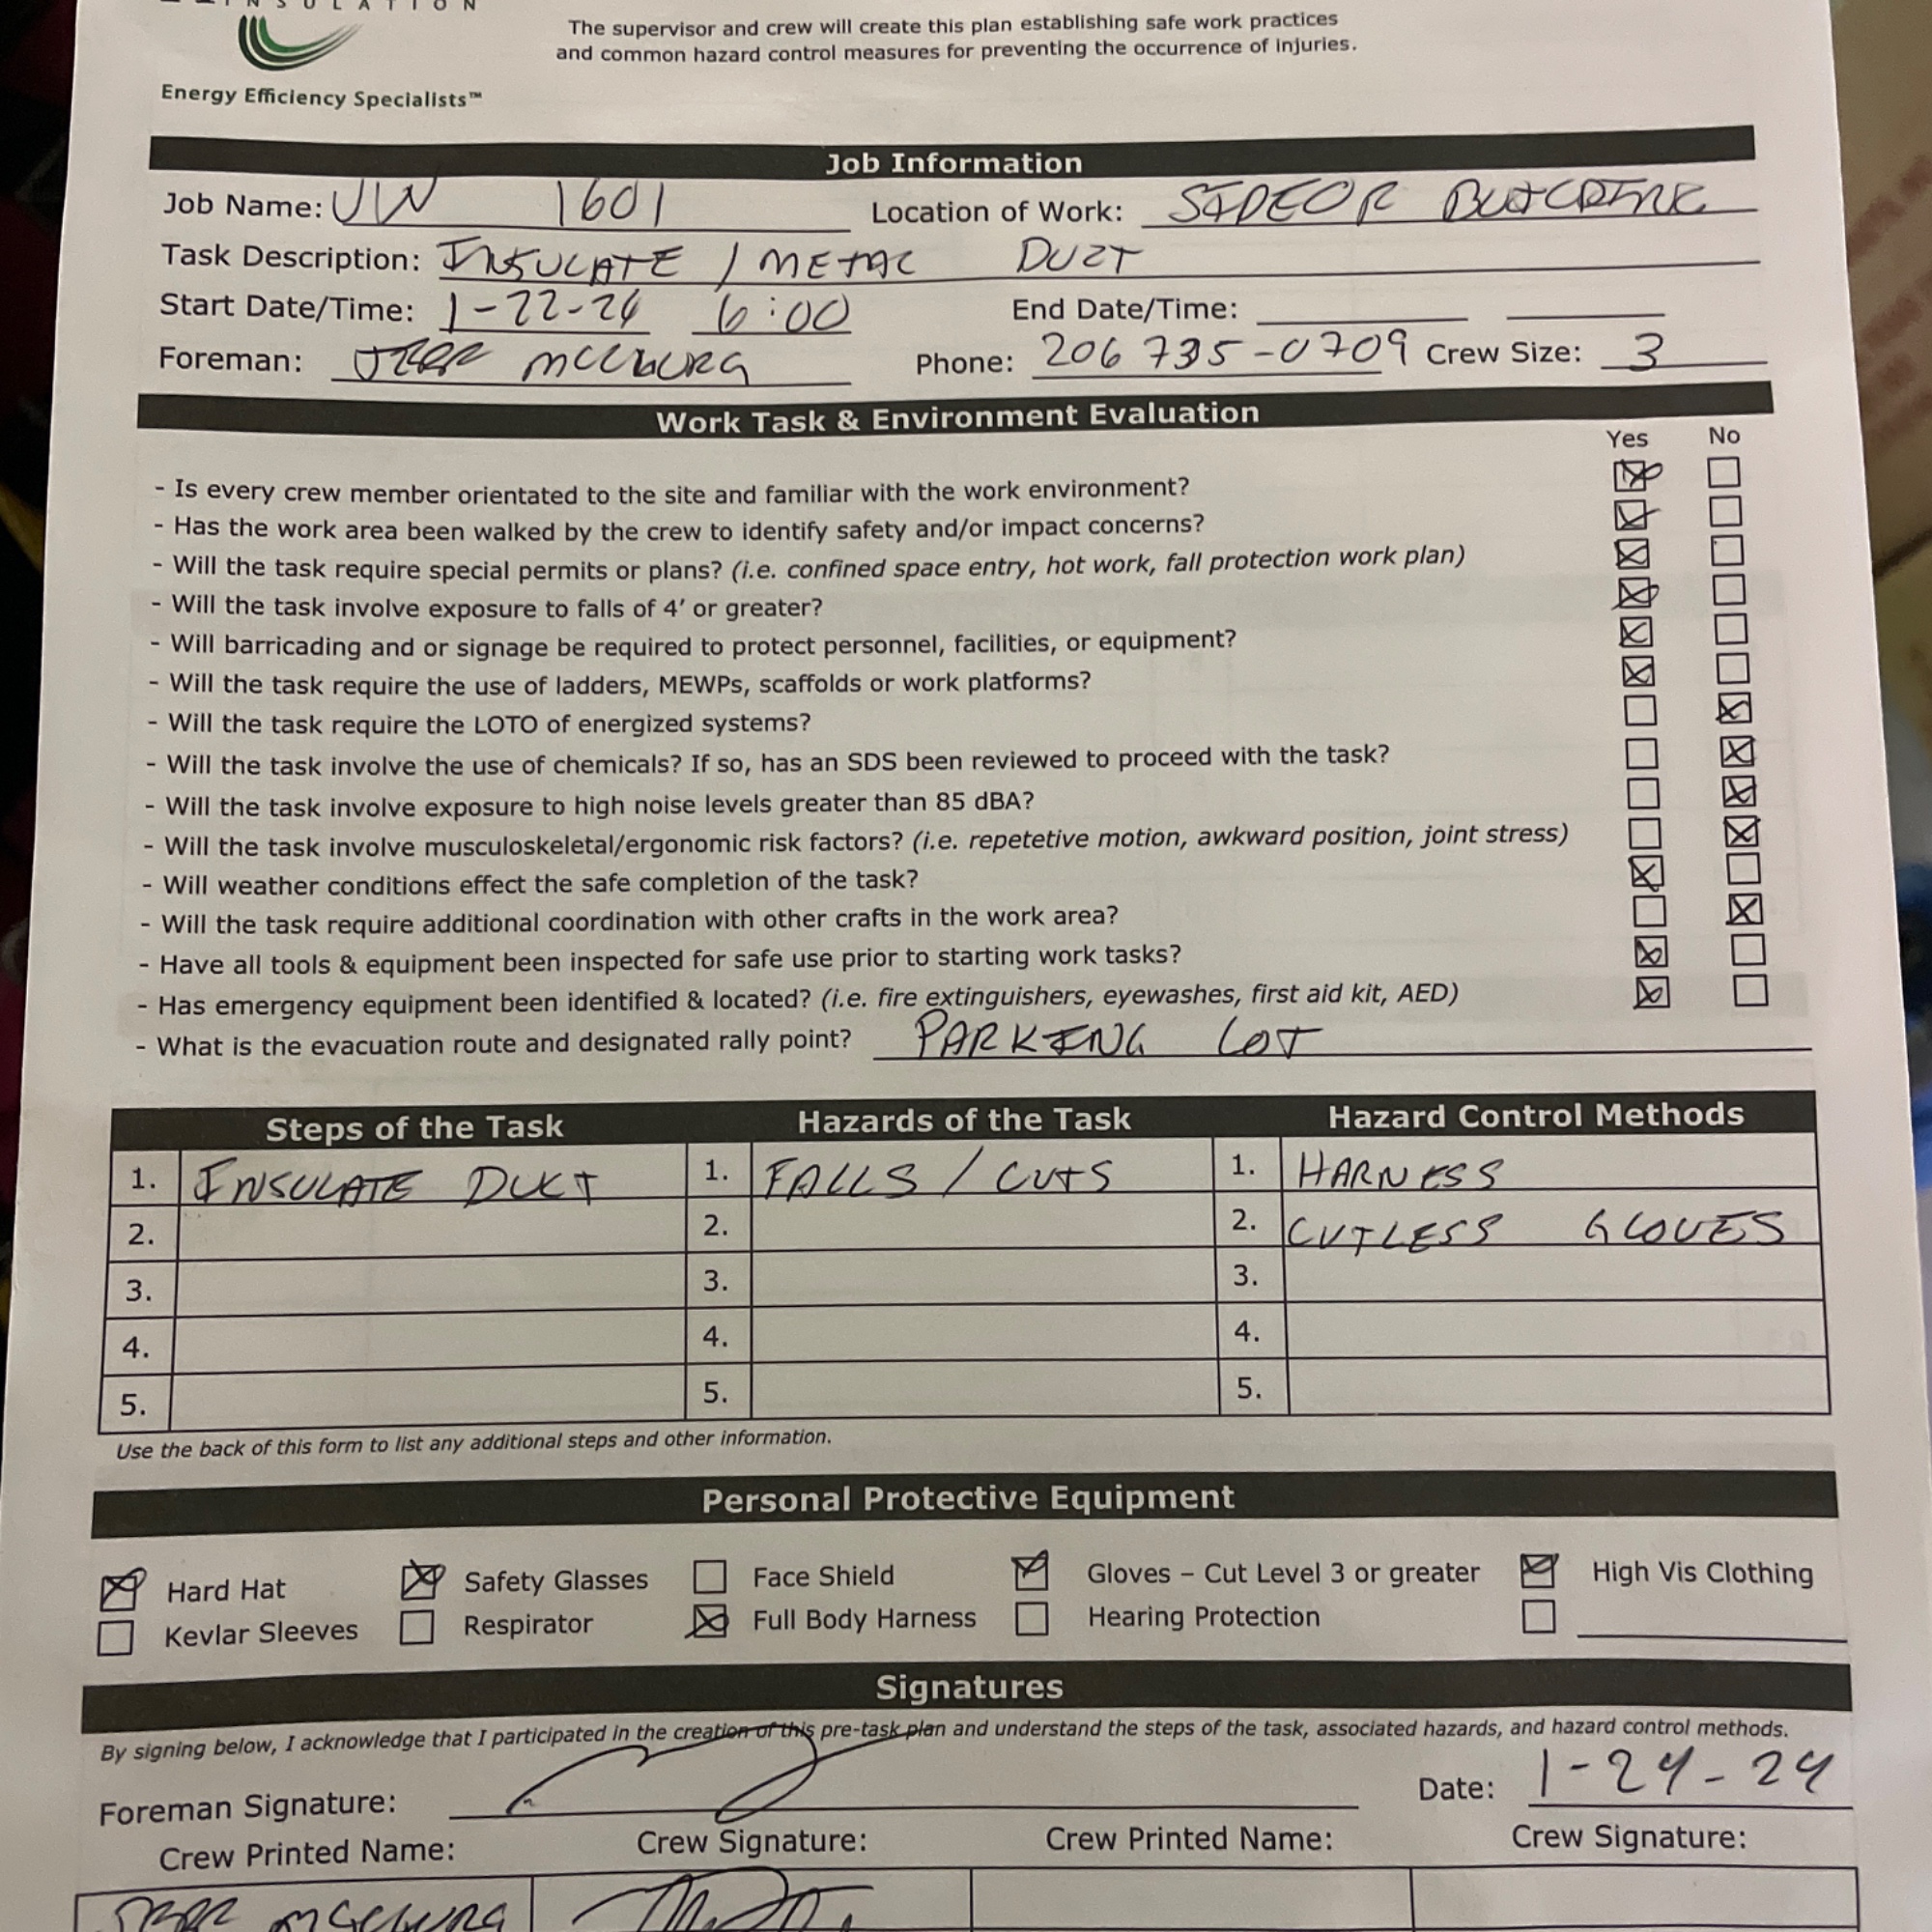 INSULATION
The supervisor and crew will create this plan establishing safe work practices
and common hazard control measures for preventing the occurrence of injuries.
Energy Efficiency Specialists™
Job Information
Job Name: UW 1601 Location of Work:
Task Description: INSULATE / METAL DUCT
Start Date/Time: 1-22-24 6:00 End Date/Time:
Foreman: Phone: 206 735-0709 Crew Size: 3
Work Task & Environment Evaluation
Yes No
- Is every crew member orientated to the site and familiar with the work environment?
- Has the work area been walked by the crew to identify safety and/or impact concerns?
- Will the task require special permits or plans? (i.e. confined space entry, hot work, fall protection work plan)
- Will the task involve exposure to falls of 4' or greater?
- Will barricading and or signage be required to protect personnel, facilities, or equipment?
- Will the task require the use of ladders, MEWPs, scaffolds or work platforms?
- Will the task require the LOTO of energized systems?
- Will the task involve the use of chemicals? If so, has an SDS been reviewed to proceed with the task?
- Will the task involve exposure to high noise levels greater than 85 dBA?
- Will the task involve musculoskeletal/ergonomic risk factors? (i.e. repetetive motion, awkward position, joint stress)
- Will weather conditions effect the safe completion of the task?
- Will the task require additional coordination with other crafts in the work area?
- Have all tools & equipment been inspected for safe use prior to starting work tasks?
- Has emergency equipment been identified & located? (i.e. fire extinguishers, eyewashes, first aid kit, AED)
- What is the evacuation route and designated rally point? PARKING LOT
Steps of the Task Hazards of the Task Hazard Control Methods
1. INSULATE DUCT 1. FALLS / CUTS 1. HARNESS
2. 2. 2. CUTLESS GLOVES
3. 3. 3.
4. 4. 4.
5. 5. 5.
Use the back of this form to list any additional steps and other information.
Personal Protective Equipment
Hard Hat Safety Glasses Face Shield Gloves – Cut Level 3 or greater High Vis Clothing
Kevlar Sleeves Respirator Full Body Harness Hearing Protection
Signatures
By signing below, I acknowledge that I participated in the creation of this pre-task plan and understand the steps of the task, associated hazards, and hazard control methods.
Foreman Signature: Date: 1-24-24
Crew Printed Name: Crew Signature: Crew Printed Name: Crew Signature: